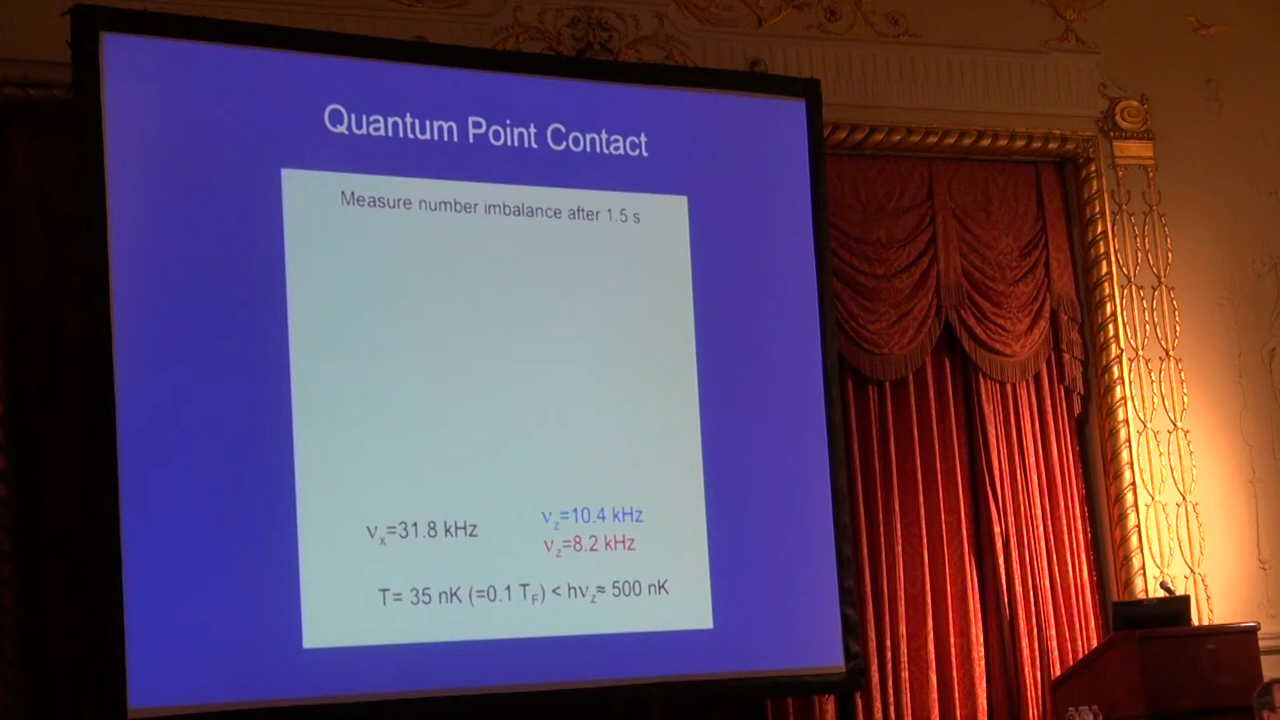 Quantum Point Contact
Measure number imbalance after 1.5 s
νx=31.8 kHz
νz=10.4 kHz
νz=8.2 kHz
T= 35 nK (=0.1 TF) < hνz≈ 500 nK